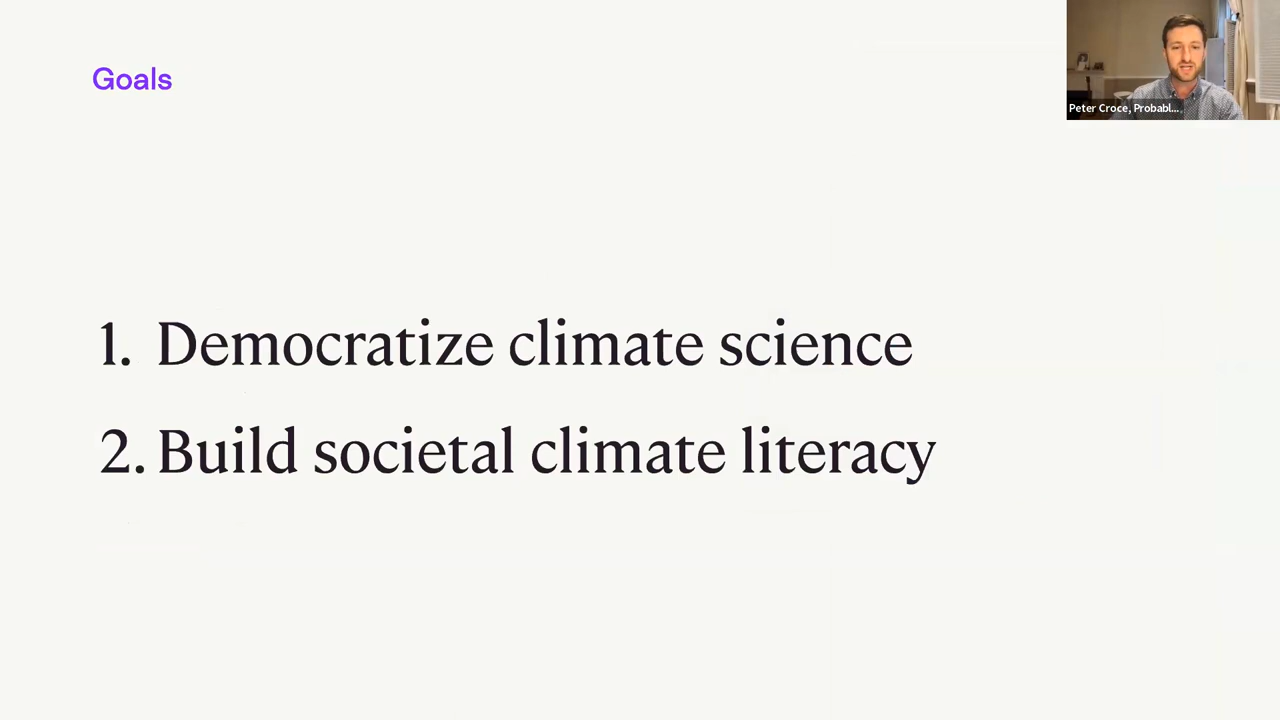 Goals
Peter Croce, Probabl...
1. Democratize climate science
2. Build societal climate literacy